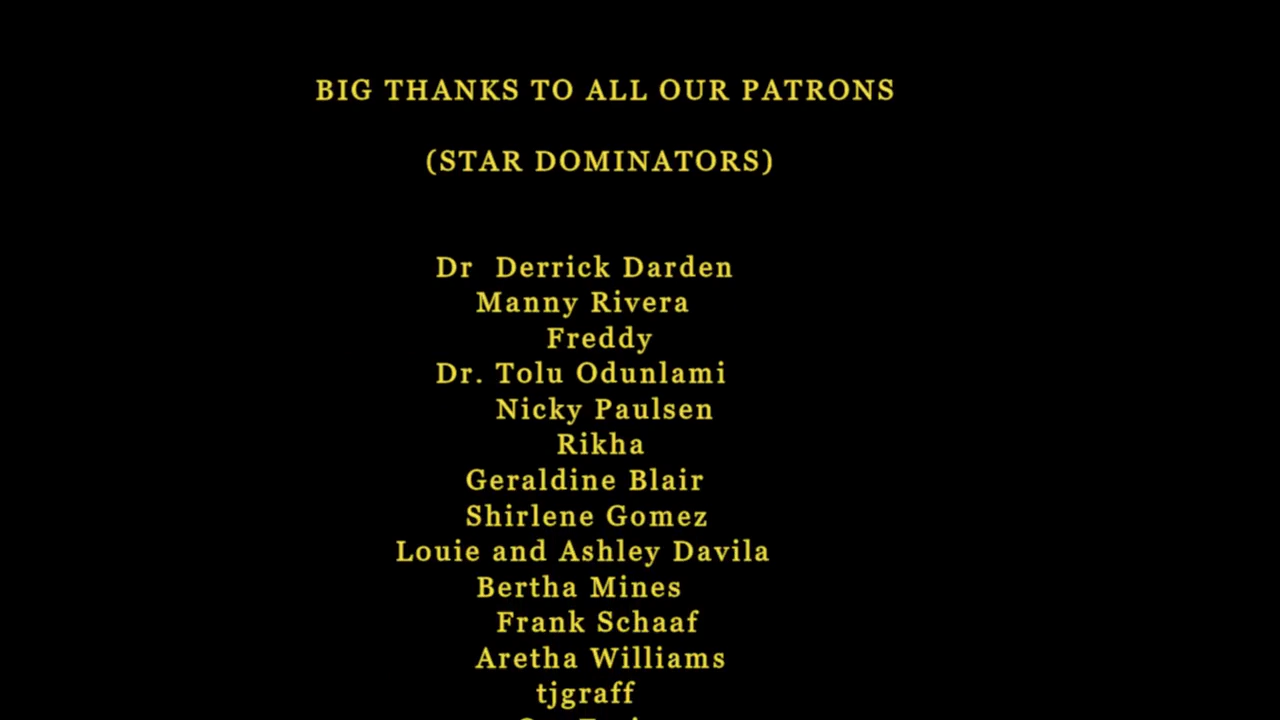 BIG THANKS TO ALL OUR PATRONS
(STAR DOMINATORS)
Dr  Derrick Darden
Manny Rivera
Freddy
Dr. Tolu Odunlami
Nicky Paulsen
Rikha
Geraldine Blair
Shirlene Gomez
Louie and Ashley Davila
Bertha Mines
Frank Schaaf
Aretha Williams
tjgraff